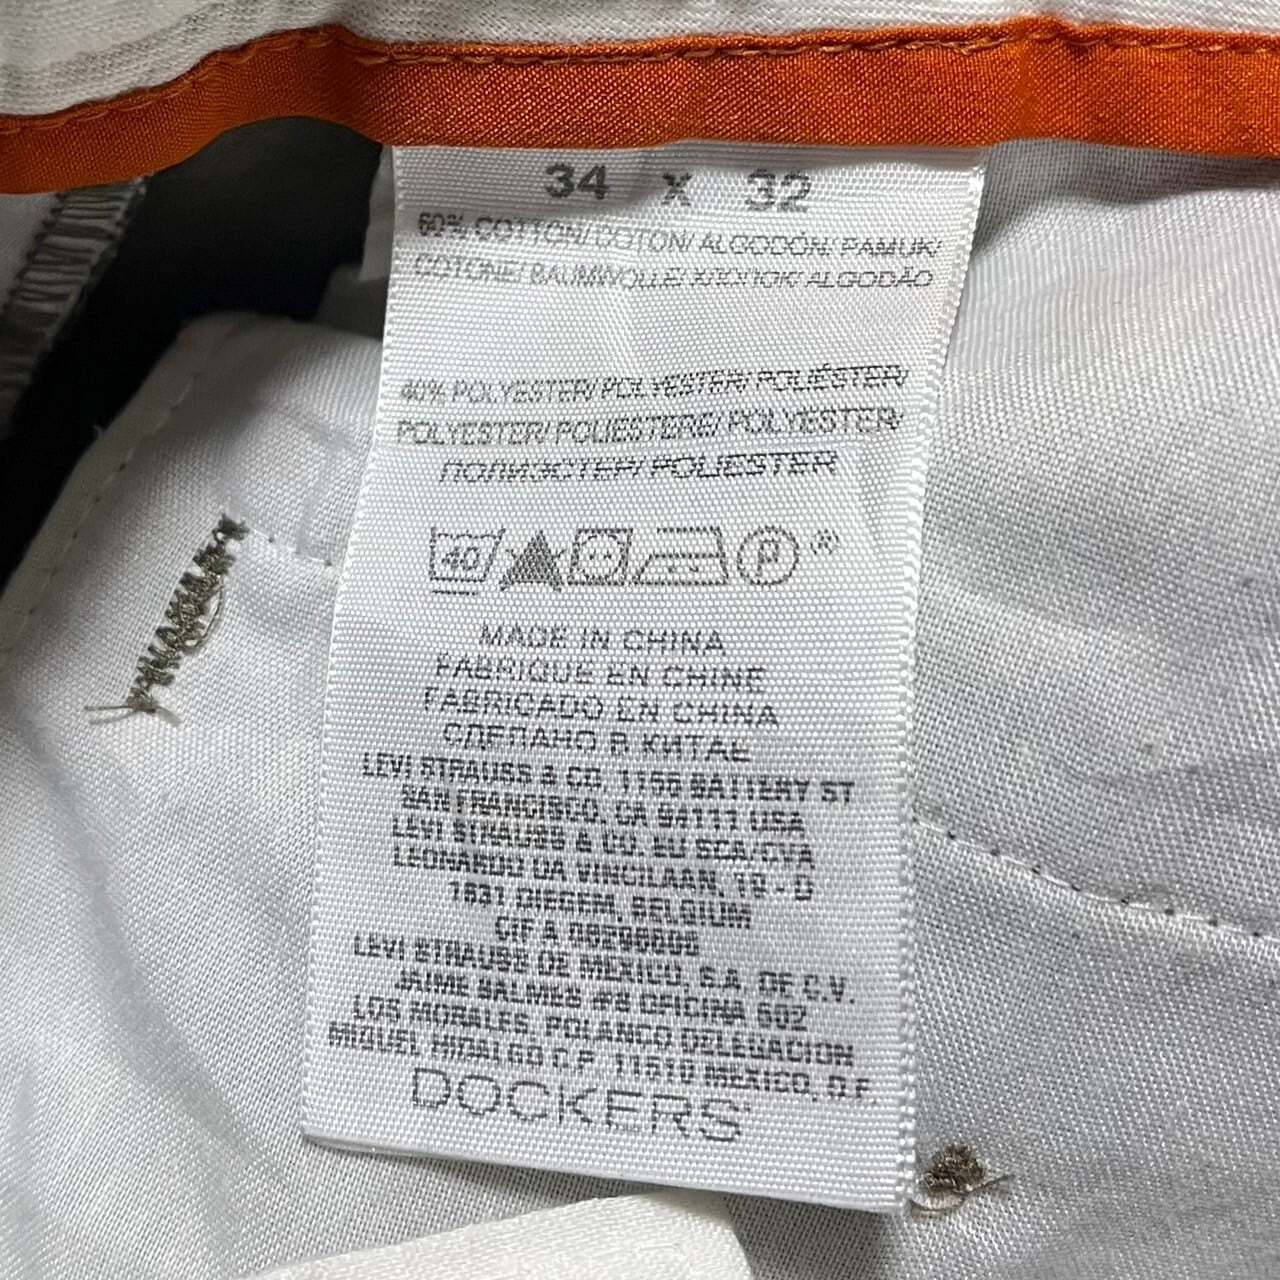 34 X 32
60% COTTON/COTON/ALGODÓN/PAMUK/
COTONE/BAUMWOLLE/ХЛОПОК/ALGODÃO
40% POLYESTER/POLYESTER/POLIÉSTER/
POLYESTER/POLIESTERE/POLYESTER/
ПОЛИЭСТЕР/POLIESTER
40
P ®
MADE IN CHINA
FABRIQUE EN CHINE
FABRICADO EN CHINA
СДЕЛАНО В КИТАЕ
LEVI STRAUSS & CO. 1155 BATTERY ST
SAN FRANCISCO, CA 94111 USA
LEVI STRAUSS & CO. EU SCA/CVA
LEONARDO DA VINCILAAN, 19 - D
1831 DIEGEM, BELGIUM
CIF A
LEVI STRAUSS DE MEXICO, S.A. DE C.V.
JAIME BALMES #8 OFICINA 602
LOS MORALES, POLANCO DELEGACION
MIGUEL HIDALGO C.P. 11510 MEXICO, D.F.
DOCKERS